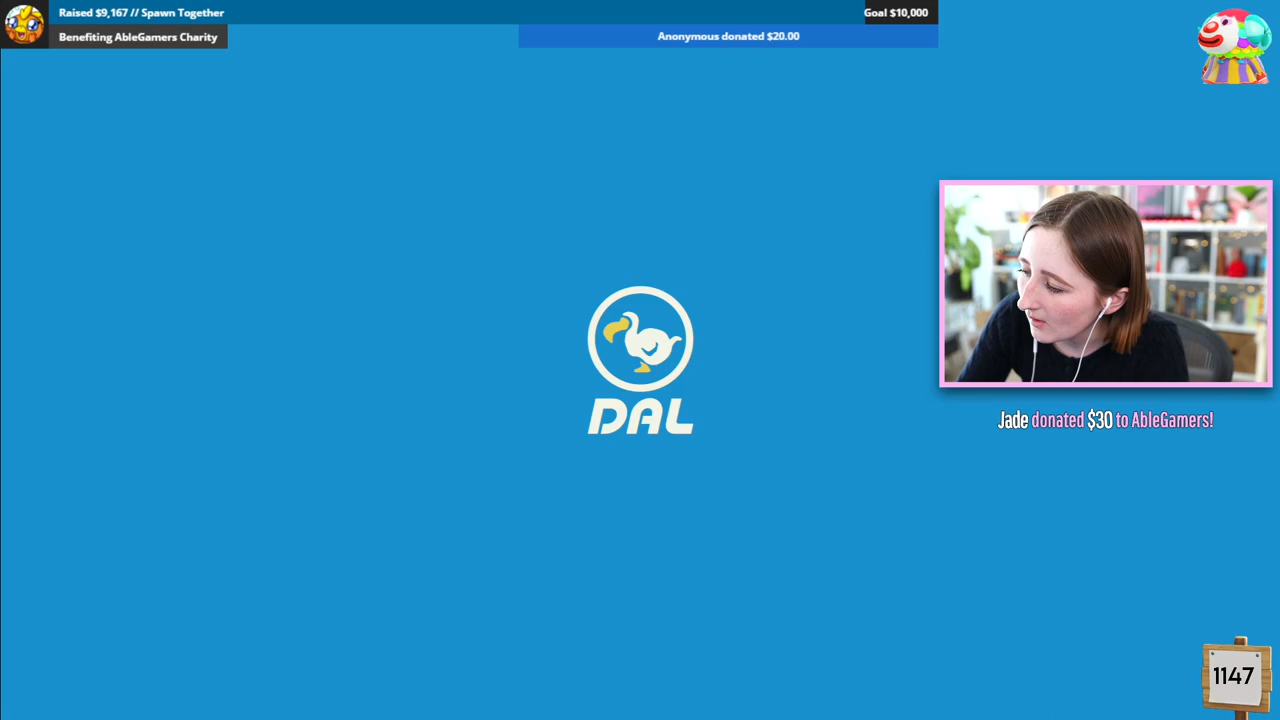 Raised $9,167 // Spawn Together
Goal $10,000
Benefiting AbleGamers Charity
Anonymous donated $20.00
DAL
Jade donated $30 to AbleGamers!
1147